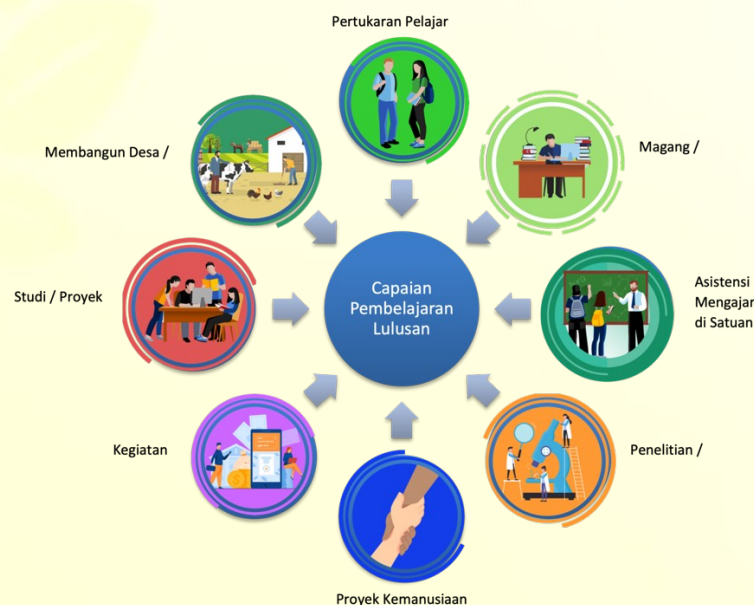 Pertukaran Pelajar
Membangun Desa /
Magang /
Studi / Proyek
Capaian
Pembelajaran
Lulusan
Asistensi
Mengajar
di Satuan
Kegiatan
Penelitian /
Proyek Kemanusiaan